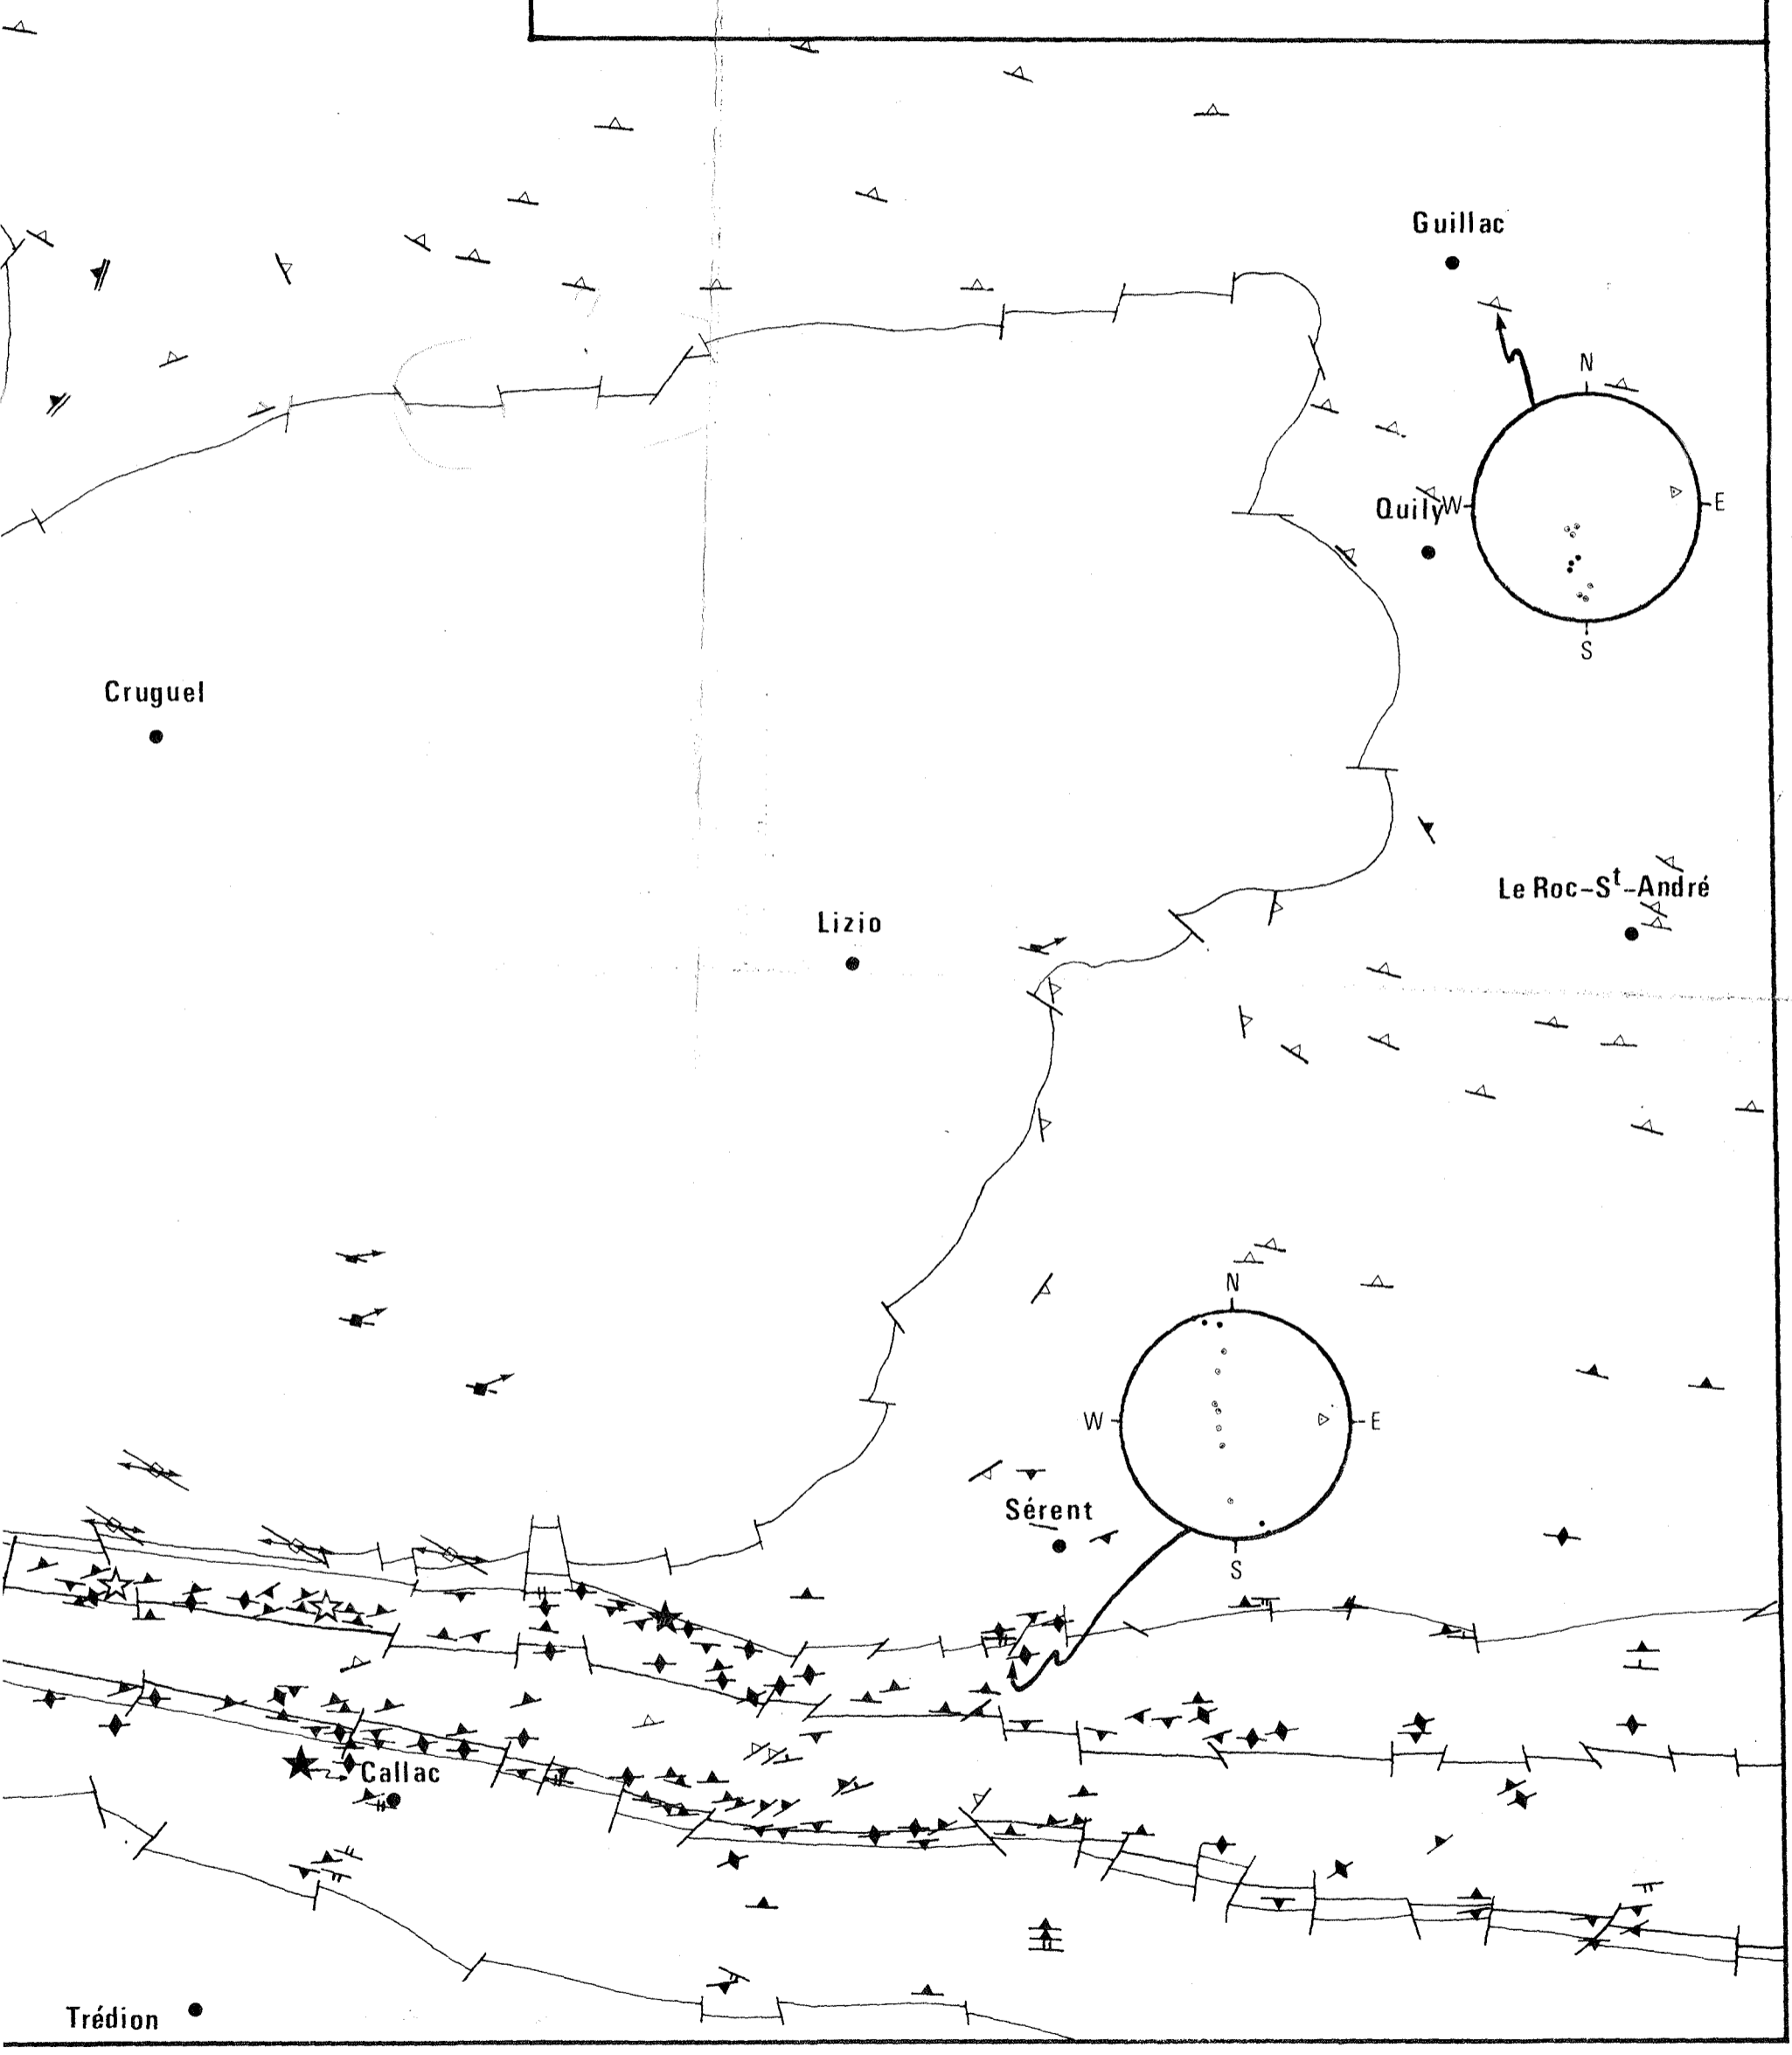 Guillac
N
Quily
W
E
S
Cruguel
Le Roc-St-André
Lizio
N
W
E
Sérent
S
Callac
Trédion